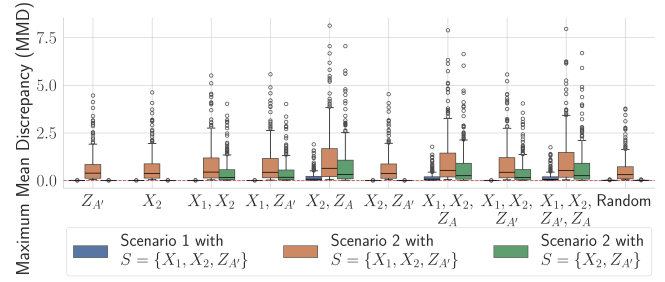 Maximum Mean Discrepancy (MMD)
7.5
5.0
2.5
0.0
Z_{A′}
X_2
X_1, X_2
X_1, Z_{A′}
X_2, Z_A
X_2, Z_{A′}
X_1, X_2, Z_A
X_1, X_2, Z_{A′}
X_1, X_2, Z_{A′}, Z_A
Random
Scenario 1 with
S = {X_1, X_2, Z_{A′}}
Scenario 2 with
S = {X_1, X_2, Z_{A′}}
Scenario 2 with
S = {X_2, Z_{A′}}